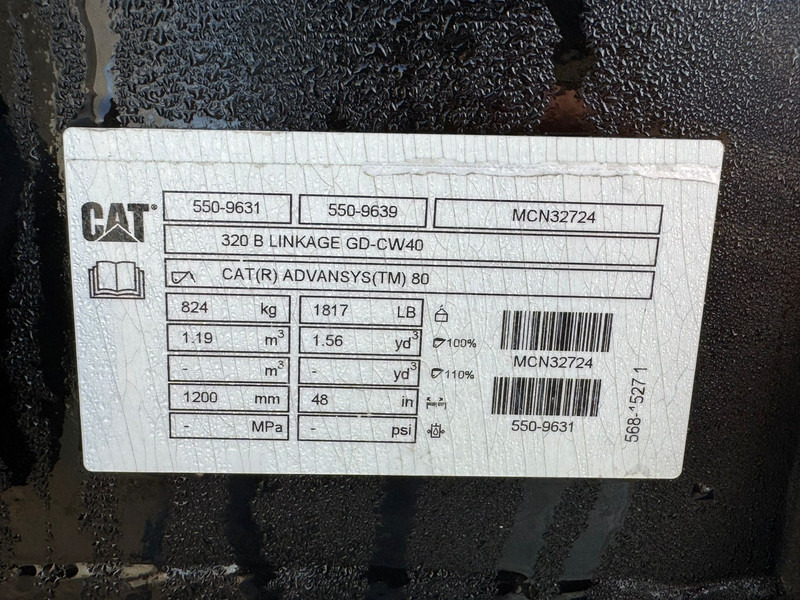 CAT® 550-9631 550-9639 MCN32724
320 B LINKAGE GD-CW40
CAT(R) ADVANSYS(TM) 80
824 kg 1817 LB
1.19 m³ 1.56 yd³ 100%
- m³ - yd³ 110%
1200 mm 48 in
- MPa - psi
MCN32724
550-9631
568-15271